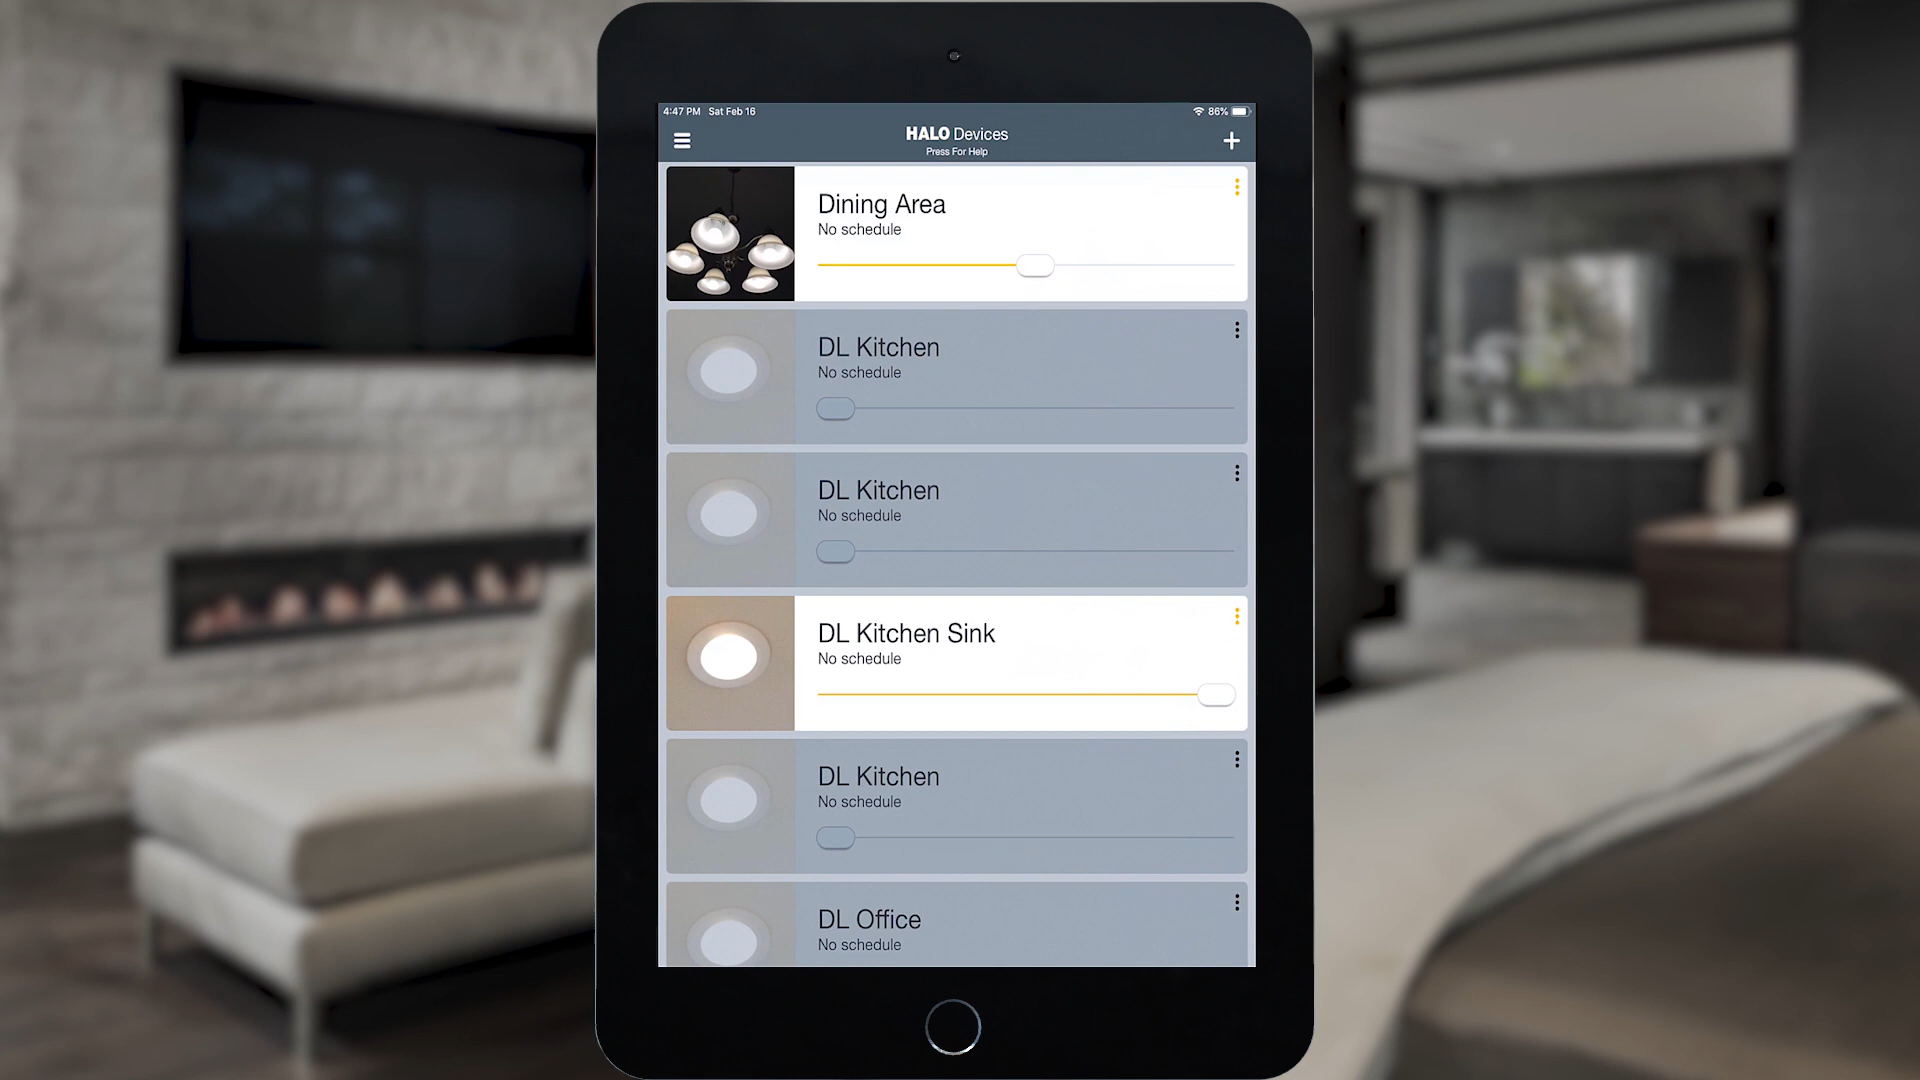 4:47 PM Sat Feb 16 86%
HALO Devices
Press For Help
Dining Area
No schedule
DL Kitchen
No schedule
DL Kitchen
No schedule
DL Kitchen Sink
No schedule
DL Kitchen
No schedule
DL Office
No schedule